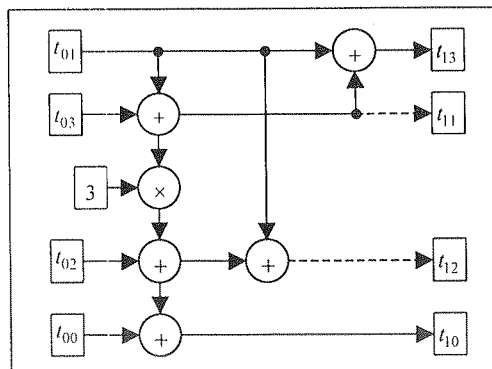 t01 + t13
t03 + t11
3 ×
t02 + + t12
t00 + t10